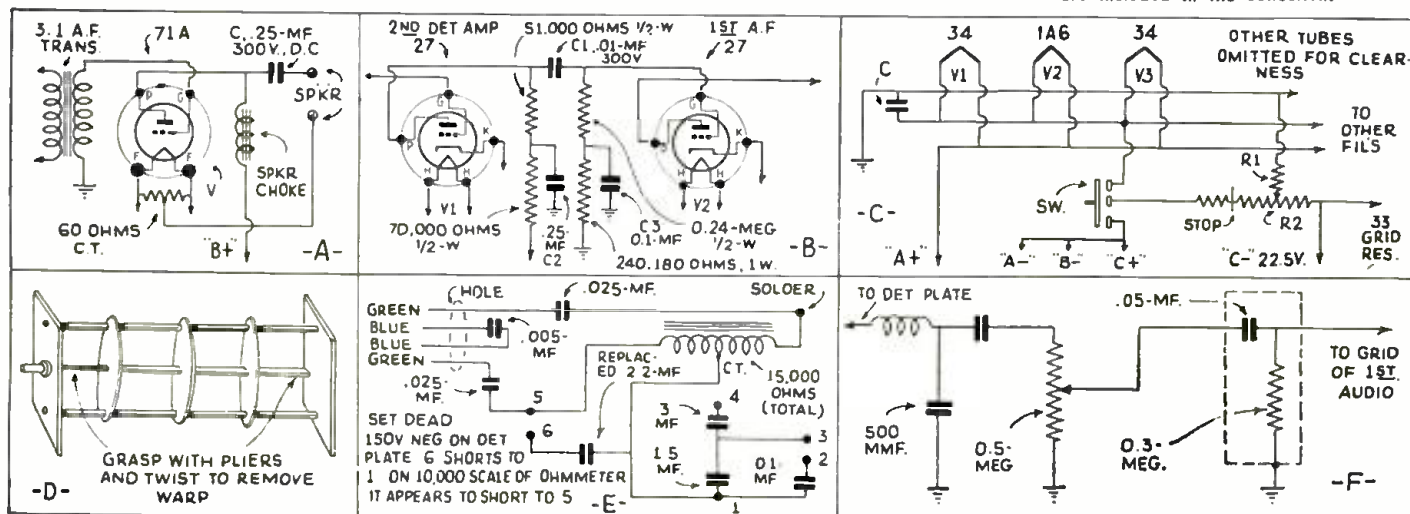 3.1 A.F.
TRANS.
71A
C, .25-MF
300V., D.C
SPKR
P
G
F
F
V
SPKR
CHOKE
60 OHMS
C.T.
"B+"
-A-
2ND DET AMP
27
51.000 OHMS 1/2-W
C1,.01-MF
300V
1ST A.F
27
G
P
K
H
H
V1
G
P
K
H
H
V2
70,000 OHMS
1/2-W
.25-
MF
C2
C3
0.1-MF
0.24-MEG
1/2-W
240.180 OHMS, 1W.
-B-
34
1A6
34
OTHER TUBES
OMITTED FOR CLEAR-
NESS
C
V1
V2
V3
TO
OTHER
FIL'S
R1
-C-
SW.
STOP
R2
33
GRID
RES.
"A+"
"A-"
"B-"
"C+"
"C-" 22.5V.
GRASP WITH PLIERS
AND TWIST TO REMOVE
WARP
-D-
HOLE
.025-MF.
SOLDER
GREEN
BLUE
BLUE
GREEN
.005-
MF
.025-
MF.
REPLAC-
ED 2 2-MF
C.T.
15,000
OHMS
(TOTAL)
5
6
4
3
MF
3
2
1.5
MF.
0.1
MF
1
SET DEAD
150V NEG ON DET
PLATE 6 SHORTS TO
1 ON 10,000 SCALE OF OHMMETER
IT APPEARS TO SHORT TO 5
-E-
TO DET PLATE
.05-MF.
500
MMF.
0.5-
MEG
0.3-
MEG.
TO GRID
OF 1ST.
AUDIO
-F-